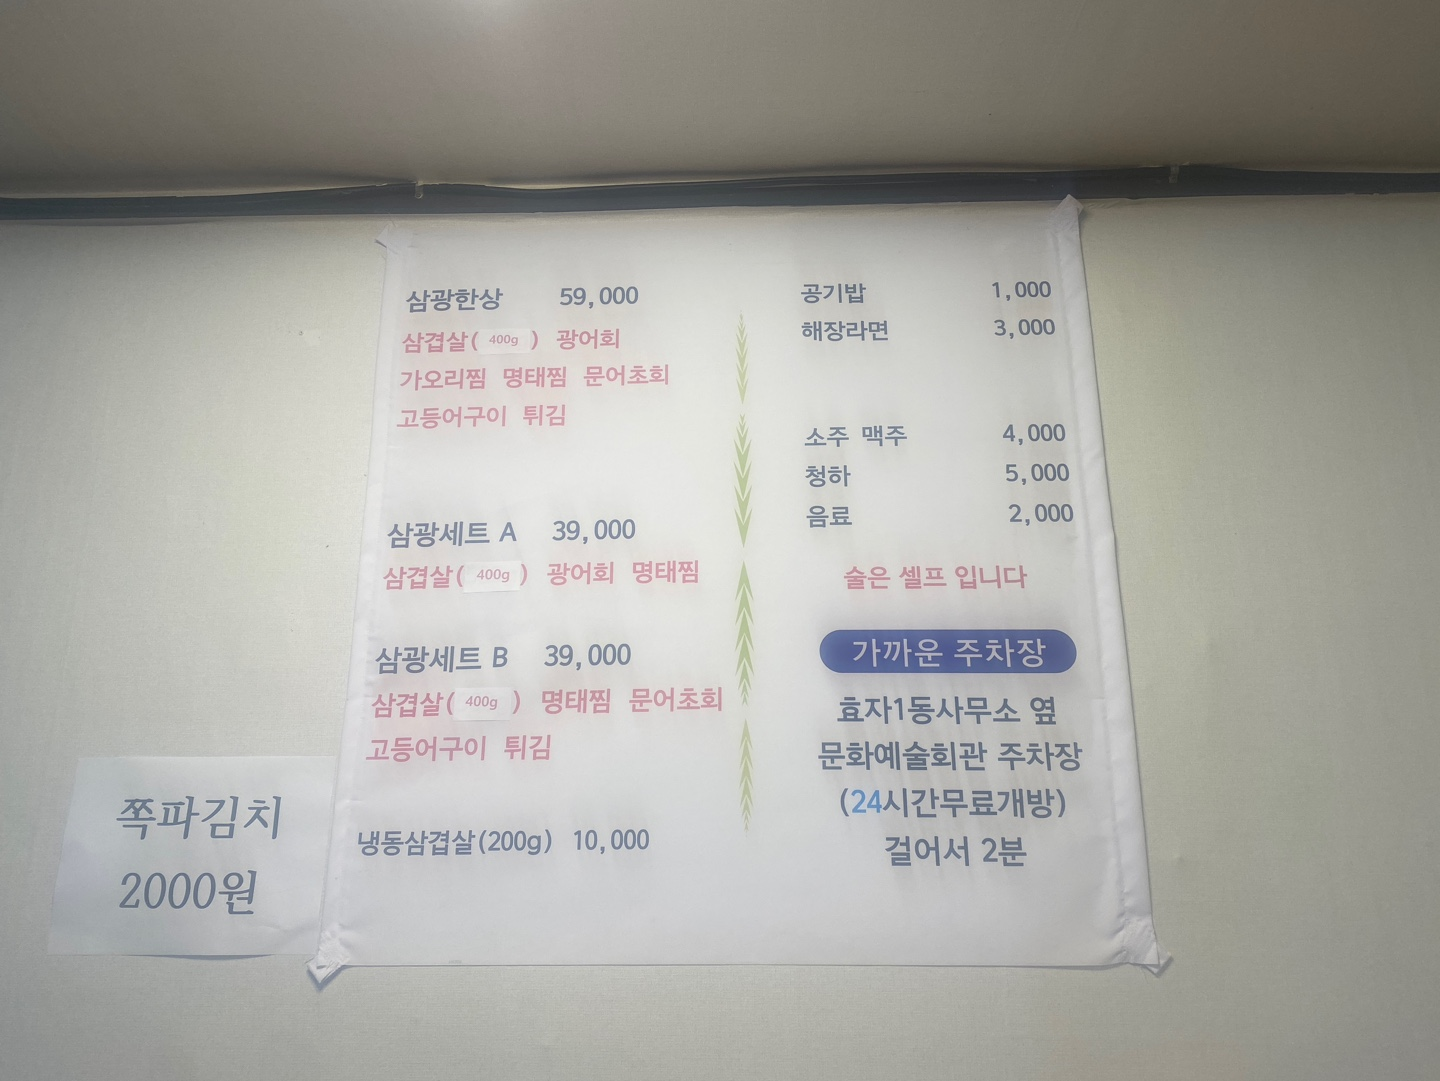 삼광한상 59,000
삼겹살( 400g ) 광어회
가오리찜 명태찜 문어초회
고등어구이 튀김
삼광세트 A 39,000
삼겹살( 400g ) 광어회 명태찜
삼광세트 B 39,000
삼겹살( 400g ) 명태찜 문어초회
고등어구이 튀김
냉동삼겹살(200g) 10,000
공기밥 1,000
해장라면 3,000
소주 맥주 4,000
청하 5,000
음료 2,000
술은 셀프 입니다
가까운 주차장
효자1동사무소 옆
문화예술회관 주차장
(24시간무료개방)
걸어서 2분
쪽파김치
2000원